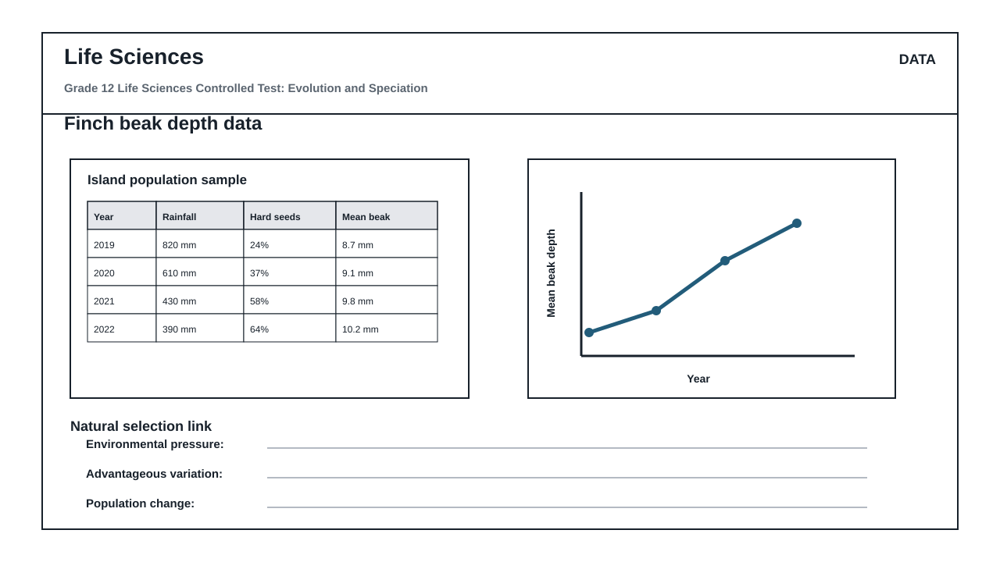 Life Sciences
DATA
Grade 12 Life Sciences Controlled Test: Evolution and Speciation
Finch beak depth data
Island population sample
Year Rainfall Hard seeds Mean beak
2019 820 mm 24% 8.7 mm
2020 610 mm 37% 9.1 mm
2021 430 mm 58% 9.8 mm
2022 390 mm 64% 10.2 mm
Mean beak depth
Year
Natural selection link
Environmental pressure:
Advantageous variation:
Population change: